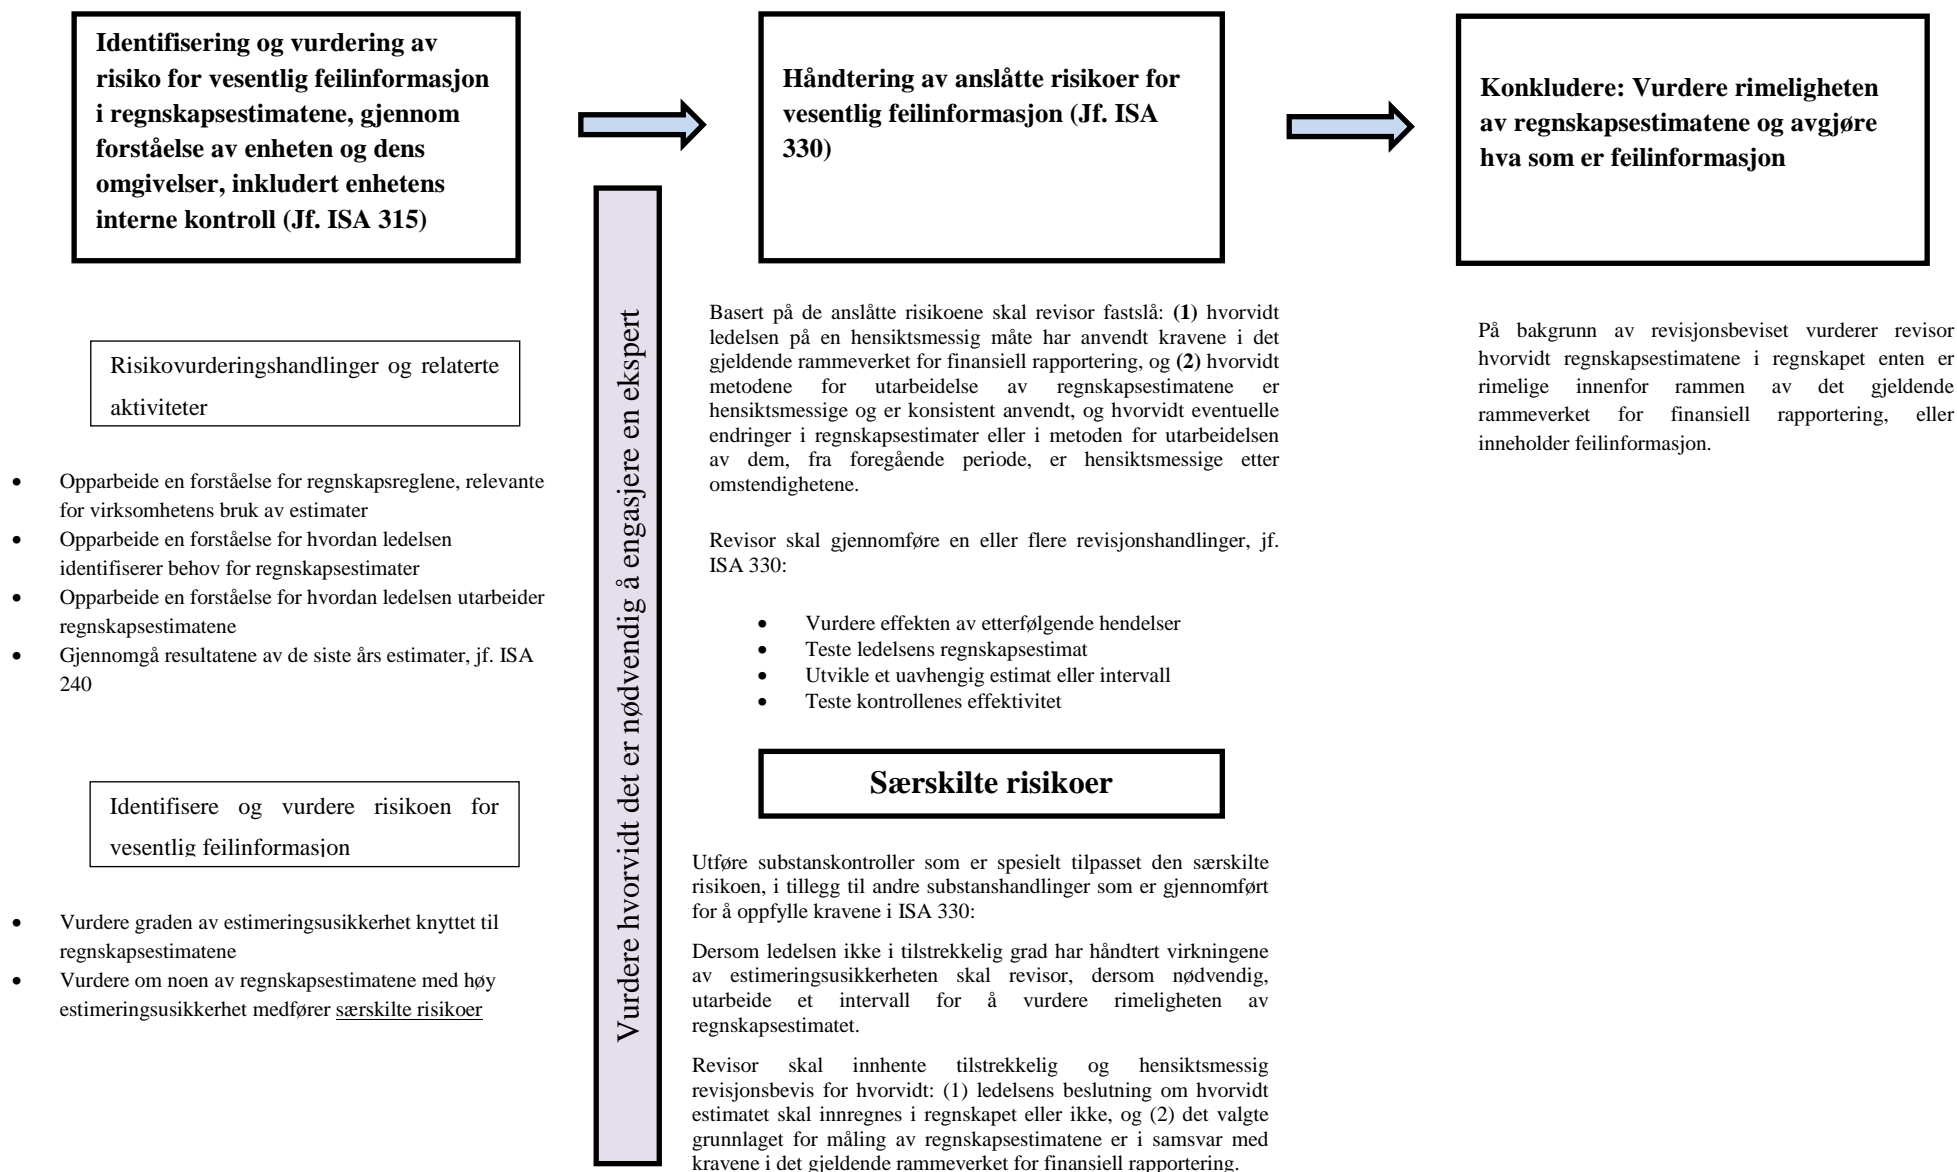 Identifisering og vurdering av
risiko for vesentlig feilinformasjon
i regnskapsestimatene, gjennom
forståelse av enheten og dens
omgivelser, inkludert enhetens
interne kontroll (Jf. ISA 315)
Risikovurderingshandlinger og relaterte
aktiviteter
• Opparbeide en forståelse for regnskapsreglene, relevante
for virksomhetens bruk av estimater
• Opparbeide en forståelse for hvordan ledelsen
identifiserer behov for regnskapsestimater
• Opparbeide en forståelse for hvordan ledelsen utarbeider
regnskapsestimatene
• Gjennomgå resultatene av de siste års estimater, jf. ISA
240
Identifisere og vurdere risikoen for
vesentlig feilinformasjon
• Vurdere graden av estimeringsusikkerhet knyttet til
regnskapsestimatene
• Vurdere om noen av regnskapsestimatene med høy
estimeringsusikkerhet medfører særskilte risikoer
Vurdere hvorvidt det er nødvendig å engasjere en ekspert
Håndtering av anslåtte risikoer for
vesentlig feilinformasjon (Jf. ISA
330)
Basert på de anslåtte risikoene skal revisor fastslå: (1) hvorvidt
ledelsen på en hensiktsmessig måte har anvendt kravene i det
gjeldende rammeverket for finansiell rapportering, og (2) hvorvidt
metodene for utarbeidelse av regnskapsestimatene er
hensiktsmessige og er konsistent anvendt, og hvorvidt eventuelle
endringer i regnskapsestimater eller i metoden for utarbeidelsen
av dem, fra foregående periode, er hensiktsmessige etter
omstendighetene.
Revisor skal gjennomføre en eller flere revisjonshandlinger, jf.
ISA 330:
• Vurdere effekten av etterfølgende hendelser
• Teste ledelsens regnskapsestimat
• Utvikle et uavhengig estimat eller intervall
• Teste kontrollenes effektivitet
Særskilte risikoer
Utføre substanskontroller som er spesielt tilpasset den særskilte
risikoen, i tillegg til andre substanshandlinger som er gjennomført
for å oppfylle kravene i ISA 330:
Dersom ledelsen ikke i tilstrekkelig grad har håndtert virkningene
av estimeringsusikkerheten skal revisor, dersom nødvendig,
utarbeide et intervall for å vurdere rimeligheten av
regnskapsestimatet.
Revisor skal innhente tilstrekkelig og hensiktsmessig
revisjonsbevis for hvorvidt: (1) ledelsens beslutning om hvorvidt
estimatet skal innregnes i regnskapet eller ikke, og (2) det valgte
grunnlaget for måling av regnskapsestimatene er i samsvar med
kravene i det gjeldende rammeverket for finansiell rapportering.
Konkludere: Vurdere rimeligheten
av regnskapsestimatene og avgjøre
hva som er feilinformasjon
På bakgrunn av revisjonsbeviset vurderer revisor
hvorvidt regnskapsestimatene i regnskapet enten er
rimelige innenfor rammen av det gjeldende
rammeverket for finansiell rapportering, eller
inneholder feilinformasjon.